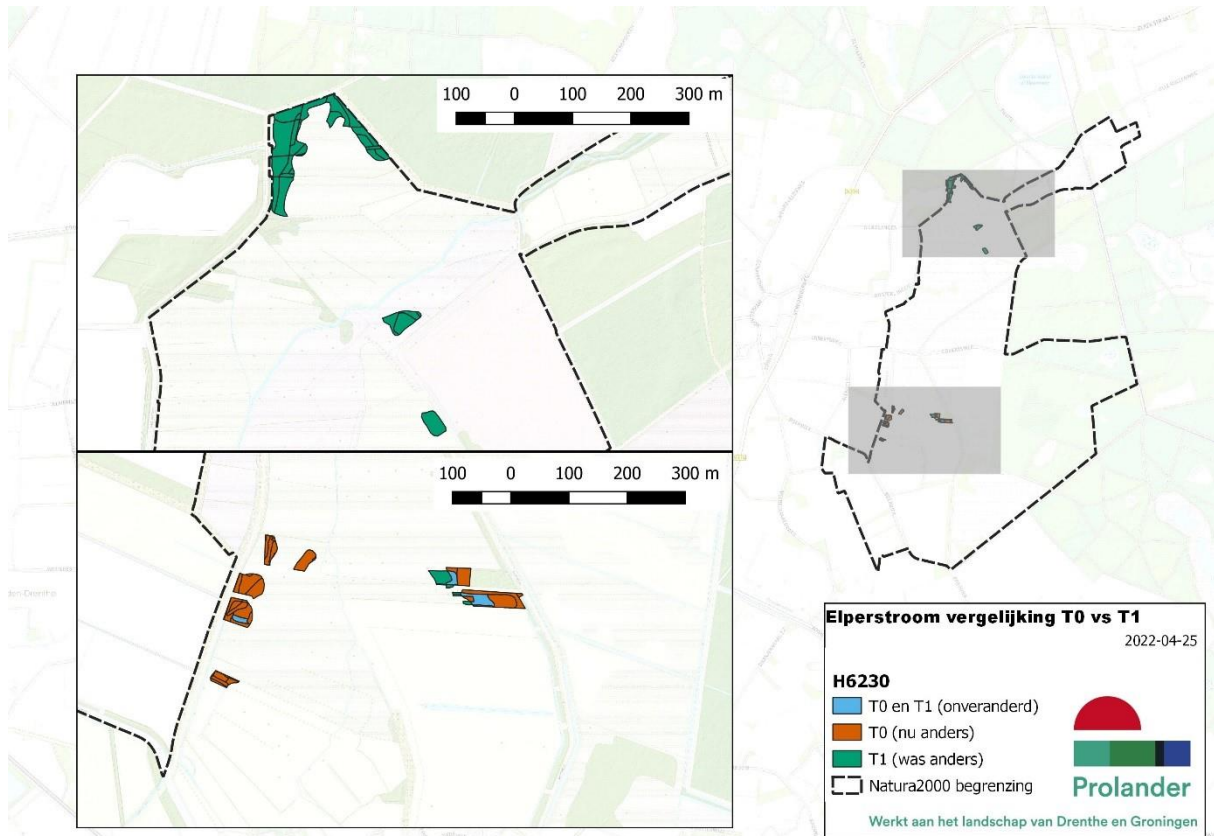 100 0 100 200 300 m
100 0 100 200 300 m
Elperstroom vergelijking T0 vs T1
2022-04-25
H6230
T0 en T1 (onveranderd)
T0 (nu anders)
T1 (was anders)
Natura2000 begrenzing
Prolander
Werkt aan het landschap van Drenthe en Groningen